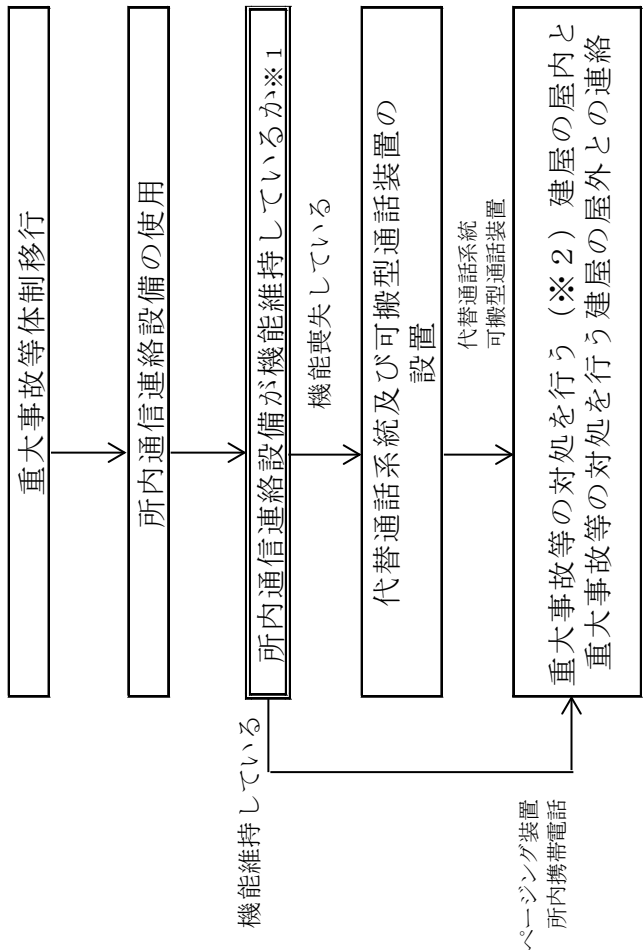 重大事故等体制移行
所内通信連絡設備の使用
所内通信連絡設備が機能維持しているか※1
機能維持している
機能喪失している
代替通話系統及び可搬型通話装置の
設置
代替通話系統
可搬型通話装置
ページング装置
所内携帯電話
重大事故等の対処を行う（※2）建屋の屋内と
重大事故等の対処を行う建屋の屋外との連絡